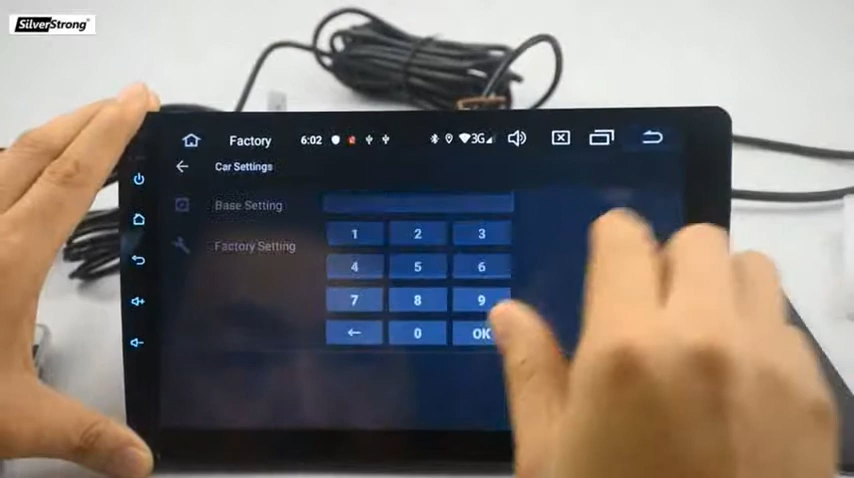 SilverStrong®
Factory 6:02 3G
Car Settings
Base Setting
Factory Setting
1 2 3
4 5 6
7 8 9
← 0 OK